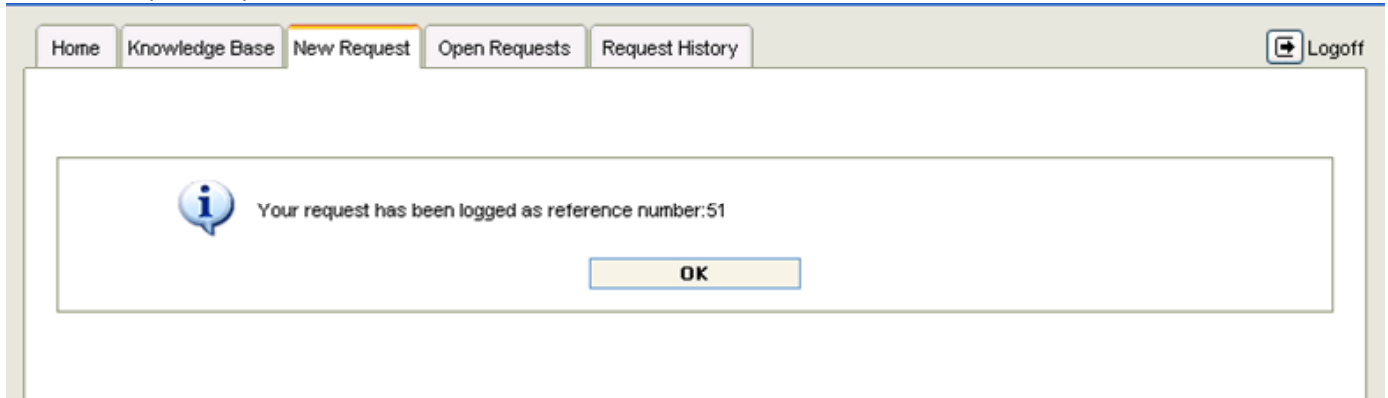 Home Knowledge Base New Request Open Requests Request History Logoff
Your request has been logged as reference number:51
OK